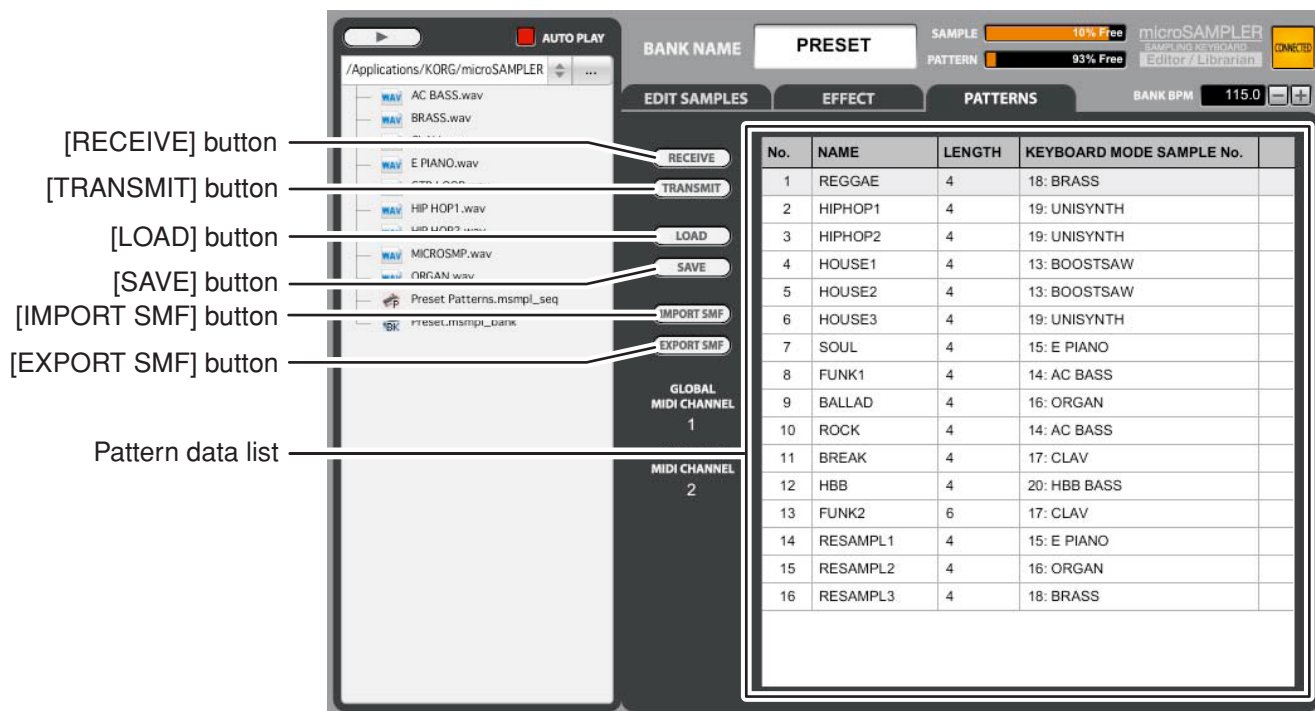 AUTO PLAY
/Applications/KORG/microSAMPLER ...
WAV AC BASS.wav
WAV BRASS.wav
WAV E PIANO.wav
WAV HIP HOP1.wav
WAV MICROSMP.wav
ORGAN.wav
P Preset Patterns.msmpl_seq
BK Preset.msmpl_bank
BANK NAME PRESET
SAMPLE 10% Free
PATTERN 93% Free
microSAMPLER
SAMPLING KEYBOARD
Editor / Librarian
CONNECTED
EDIT SAMPLES EFFECT PATTERNS BANK BPM 115.0 - +
[RECEIVE] button
[TRANSMIT] button
[LOAD] button
[SAVE] button
[IMPORT SMF] button
[EXPORT SMF] button
Pattern data list
RECEIVE
TRANSMIT
LOAD
SAVE
IMPORT SMF
EXPORT SMF
GLOBAL
MIDI CHANNEL
1
MIDI CHANNEL
2
No. NAME LENGTH KEYBOARD MODE SAMPLE No.
1 REGGAE 4 18: BRASS
2 HIPHOP1 4 19: UNISYNTH
3 HIPHOP2 4 19: UNISYNTH
4 HOUSE1 4 13: BOOSTSAW
5 HOUSE2 4 13: BOOSTSAW
6 HOUSE3 4 19: UNISYNTH
7 SOUL 4 15: E PIANO
8 FUNK1 4 14: AC BASS
9 BALLAD 4 16: ORGAN
10 ROCK 4 14: AC BASS
11 BREAK 4 17: CLAV
12 HBB 4 20: HBB BASS
13 FUNK2 6 17: CLAV
14 RESAMPL1 4 15: E PIANO
15 RESAMPL2 4 16: ORGAN
16 RESAMPL3 4 18: BRASS